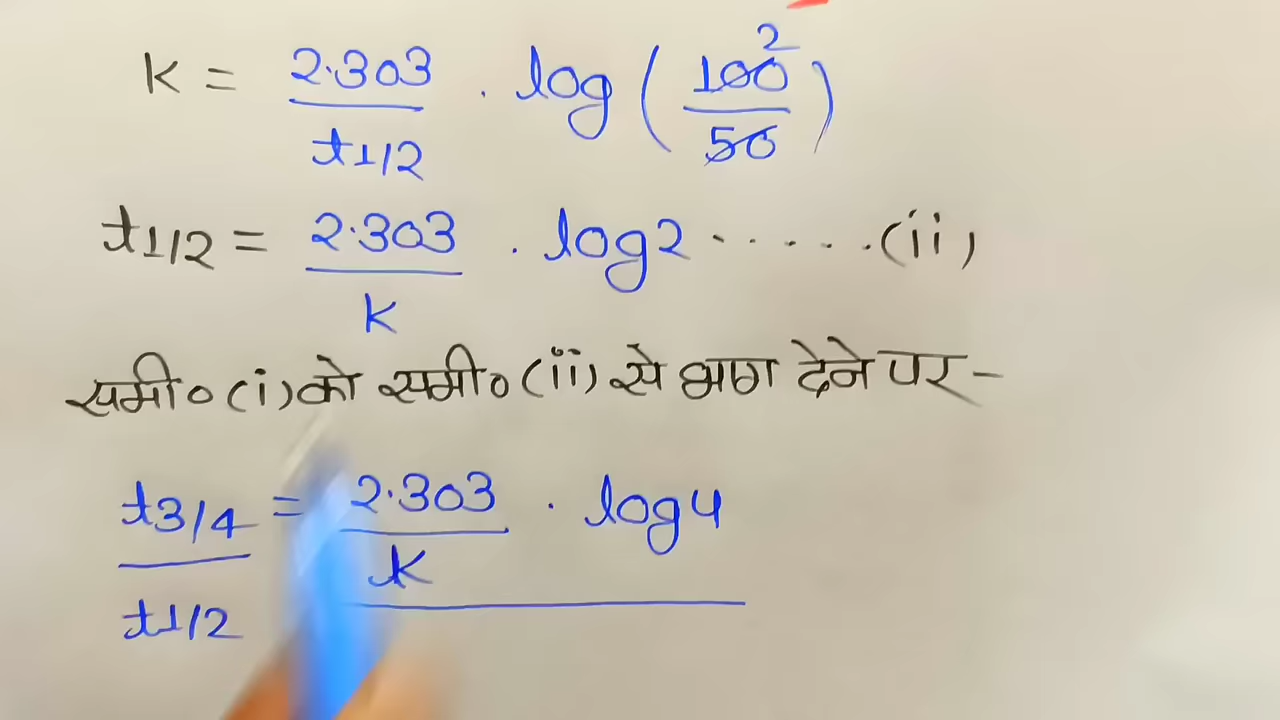 k = 2.303 / t1/2 . log ( 100 2 / 50 )
t1/2 = 2.303 / k . log2 ......(ii)
समी० (i) को समी० (ii) से भाग देने पर-
t3/4 / t1/2 = 2.303 / k . log4